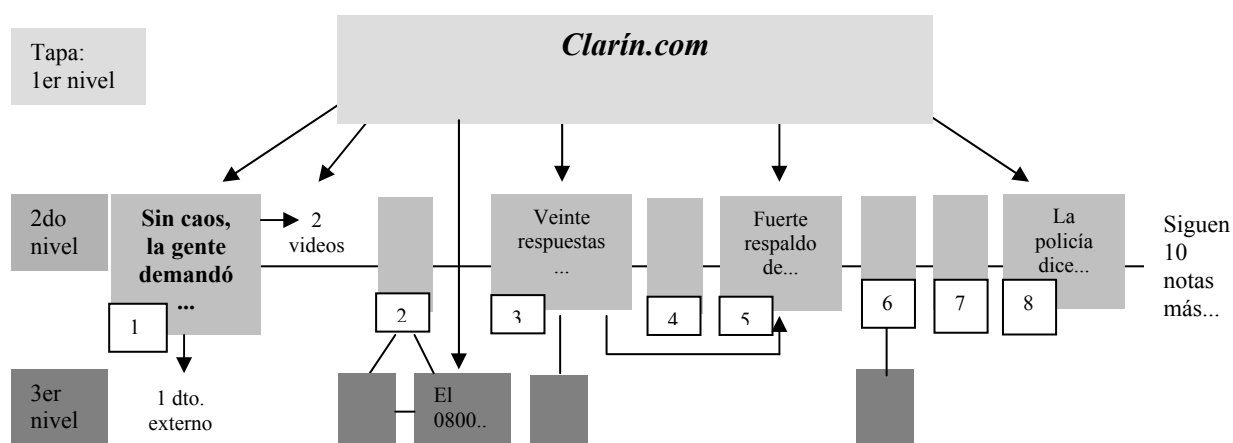 Clarín.com
Tapa:
1er nivel
2do
nivel
Sin caos,
la gente
demandó
...
2
videos
Veinte
respuestas
...
Fuerte
respaldo
de...
La
policía
dice...
Siguen
10
notas
más...
1
2
3
4
5
6
7
8
3er
nivel
1 dto.
externo
El
0800..